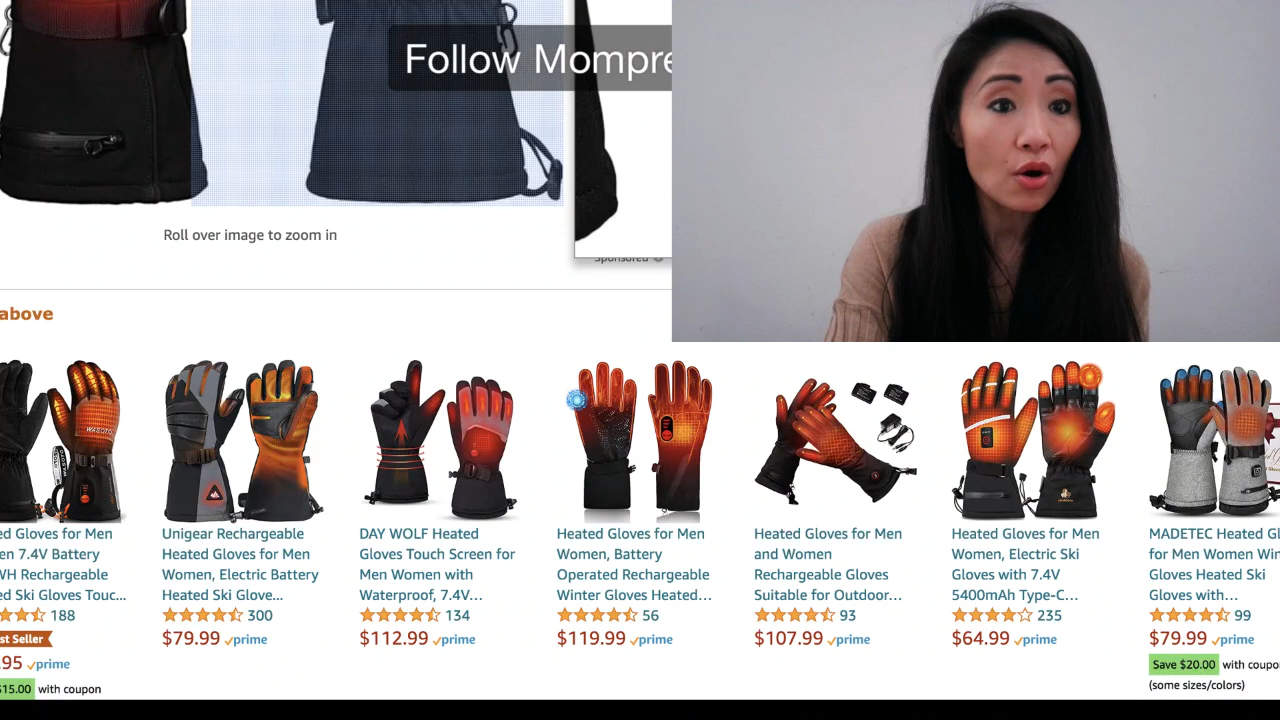 Follow Mompre
Roll over image to zoom in
Sponsored
above
ed Gloves for Men
en 7.4V Battery
WH Rechargeable
ed Ski Gloves Touc...
188
st Seller
.95 prime
$15.00 with coupon
Unigear Rechargeable
Heated Gloves for Men
Women, Electric Battery
Heated Ski Glove...
300
$79.99 prime
DAY WOLF Heated
Gloves Touch Screen for
Men Women with
Waterproof, 7.4V...
134
$112.99 prime
Heated Gloves for Men
Women, Battery
Operated Rechargeable
Winter Gloves Heated...
56
$119.99 prime
Heated Gloves for Men
and Women
Rechargeable Gloves
Suitable for Outdoor...
93
$107.99 prime
Heated Gloves for Men
Women, Electric Ski
Gloves with 7.4V
5400mAh Type-C...
235
$64.99 prime
MADETEC Heated Gl
for Men Women Win
Gloves Heated Ski
Gloves with...
99
$79.99 prime
Save $20.00 with coupo
(some sizes/colors)